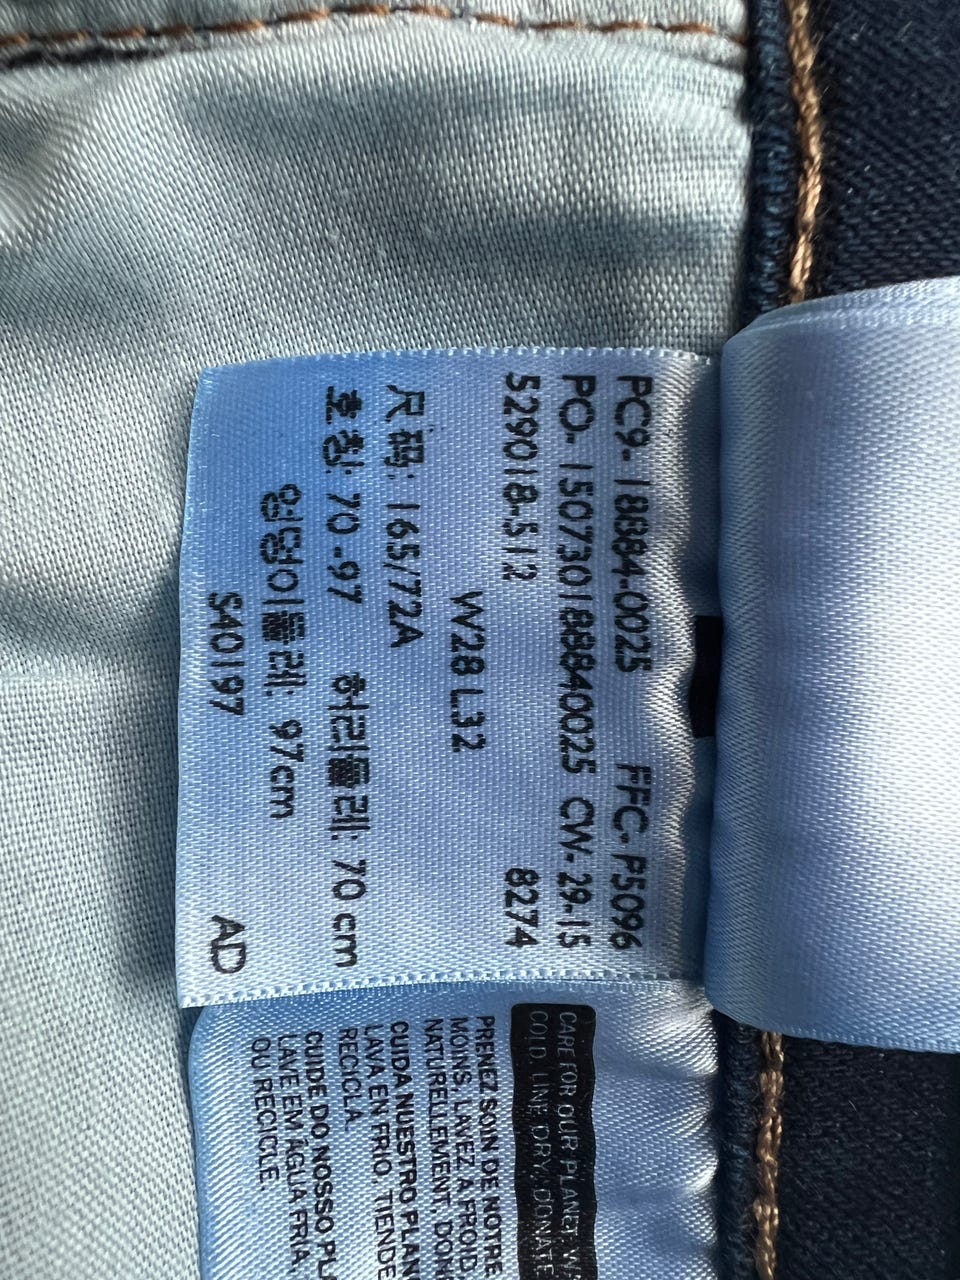 PC9-18884-0025 FFC-P5096
PO-150730188840025 CW-29-15
529018-512 8274
W28 L32
尺码: 165/72A
호칭: 70-97 허리둘레: 70 cm
엉덩이둘레: 97cm
S40197 AD
CARE FOR OUR PLANET
COLD, LINE DRY, DONATE
PRENEZ SOIN DE NOTRE
MOINS, LAVEZ A FROID,
NATURELLEMENT,
CUIDA NUESTRO
LAVA EN FRIO, TIENDE
RECICLA.
CUIDE DO NOSSO
LAVE EM ÁGUA FRIA,
OU RECICLE.